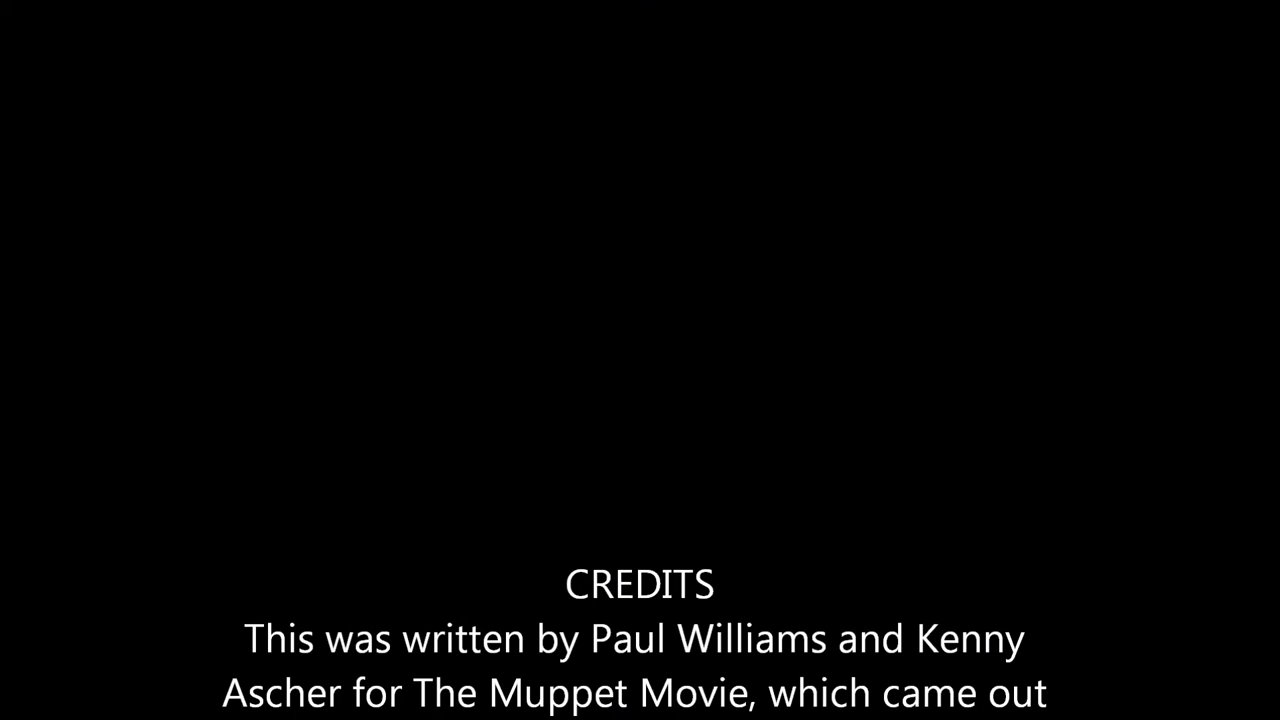 CREDITS
This was written by Paul Williams and Kenny
Ascher for The Muppet Movie, which came out